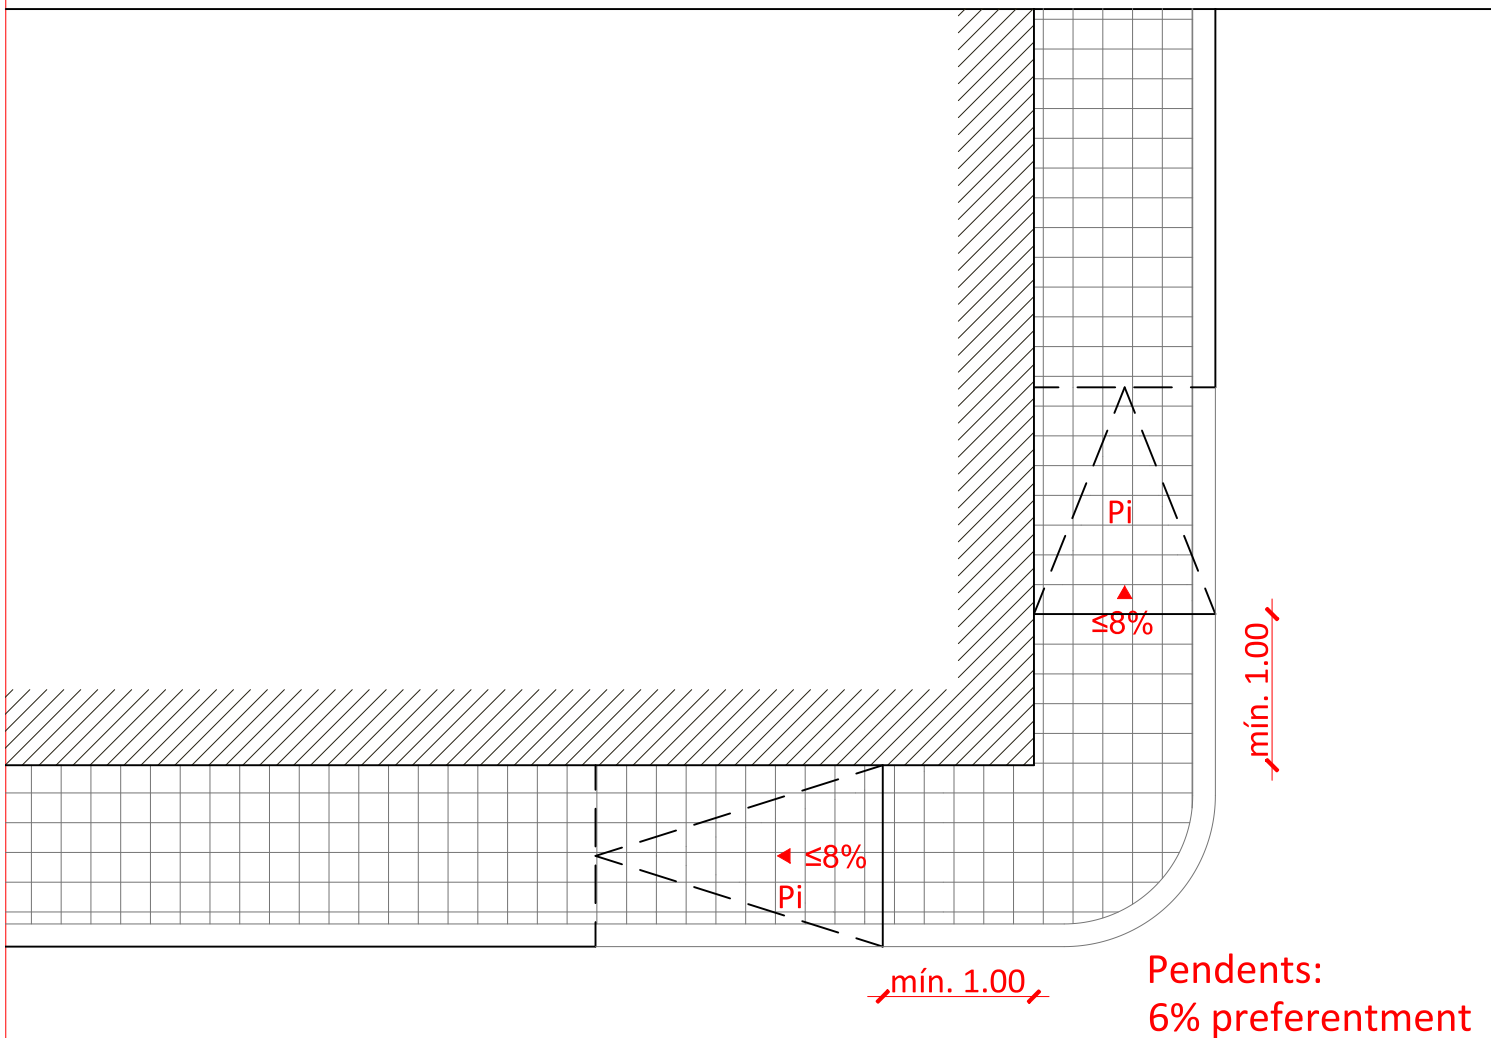 Pi
≤8%
mín. 1.00
≤8%
Pi
mín. 1.00
Pendents:
6% preferentment